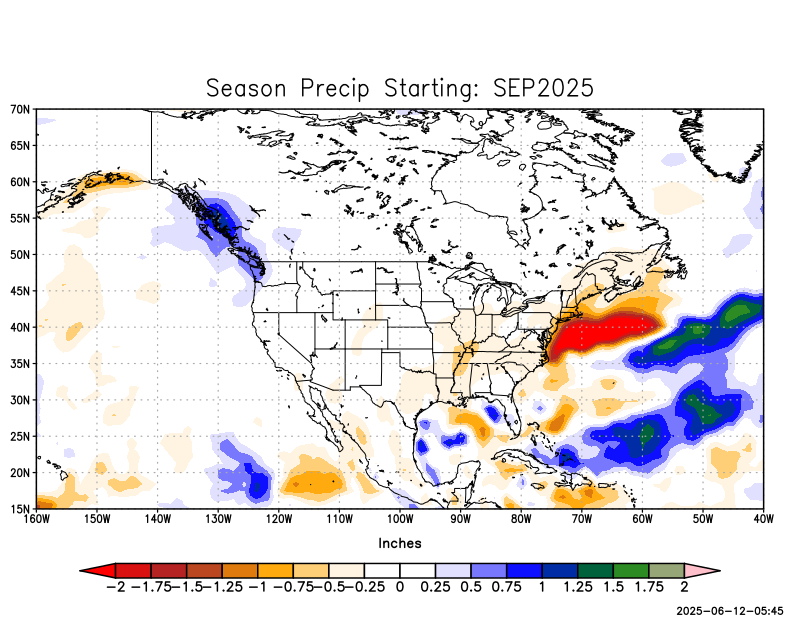 Season Precip Starting: SEP2025
70N
65N
60N
55N
50N
45N
40N
35N
30N
25N
20N
15N
160W 150W 140W 130W 120W 110W 100W 90W 80W 70W 60W 50W 40W
Inches
−2 −1.75 −1.5 −1.25 −1 −0.75 −0.5 −0.25 0 0.25 0.5 0.75 1 1.25 1.5 1.75 2
2025-06-12-05:45